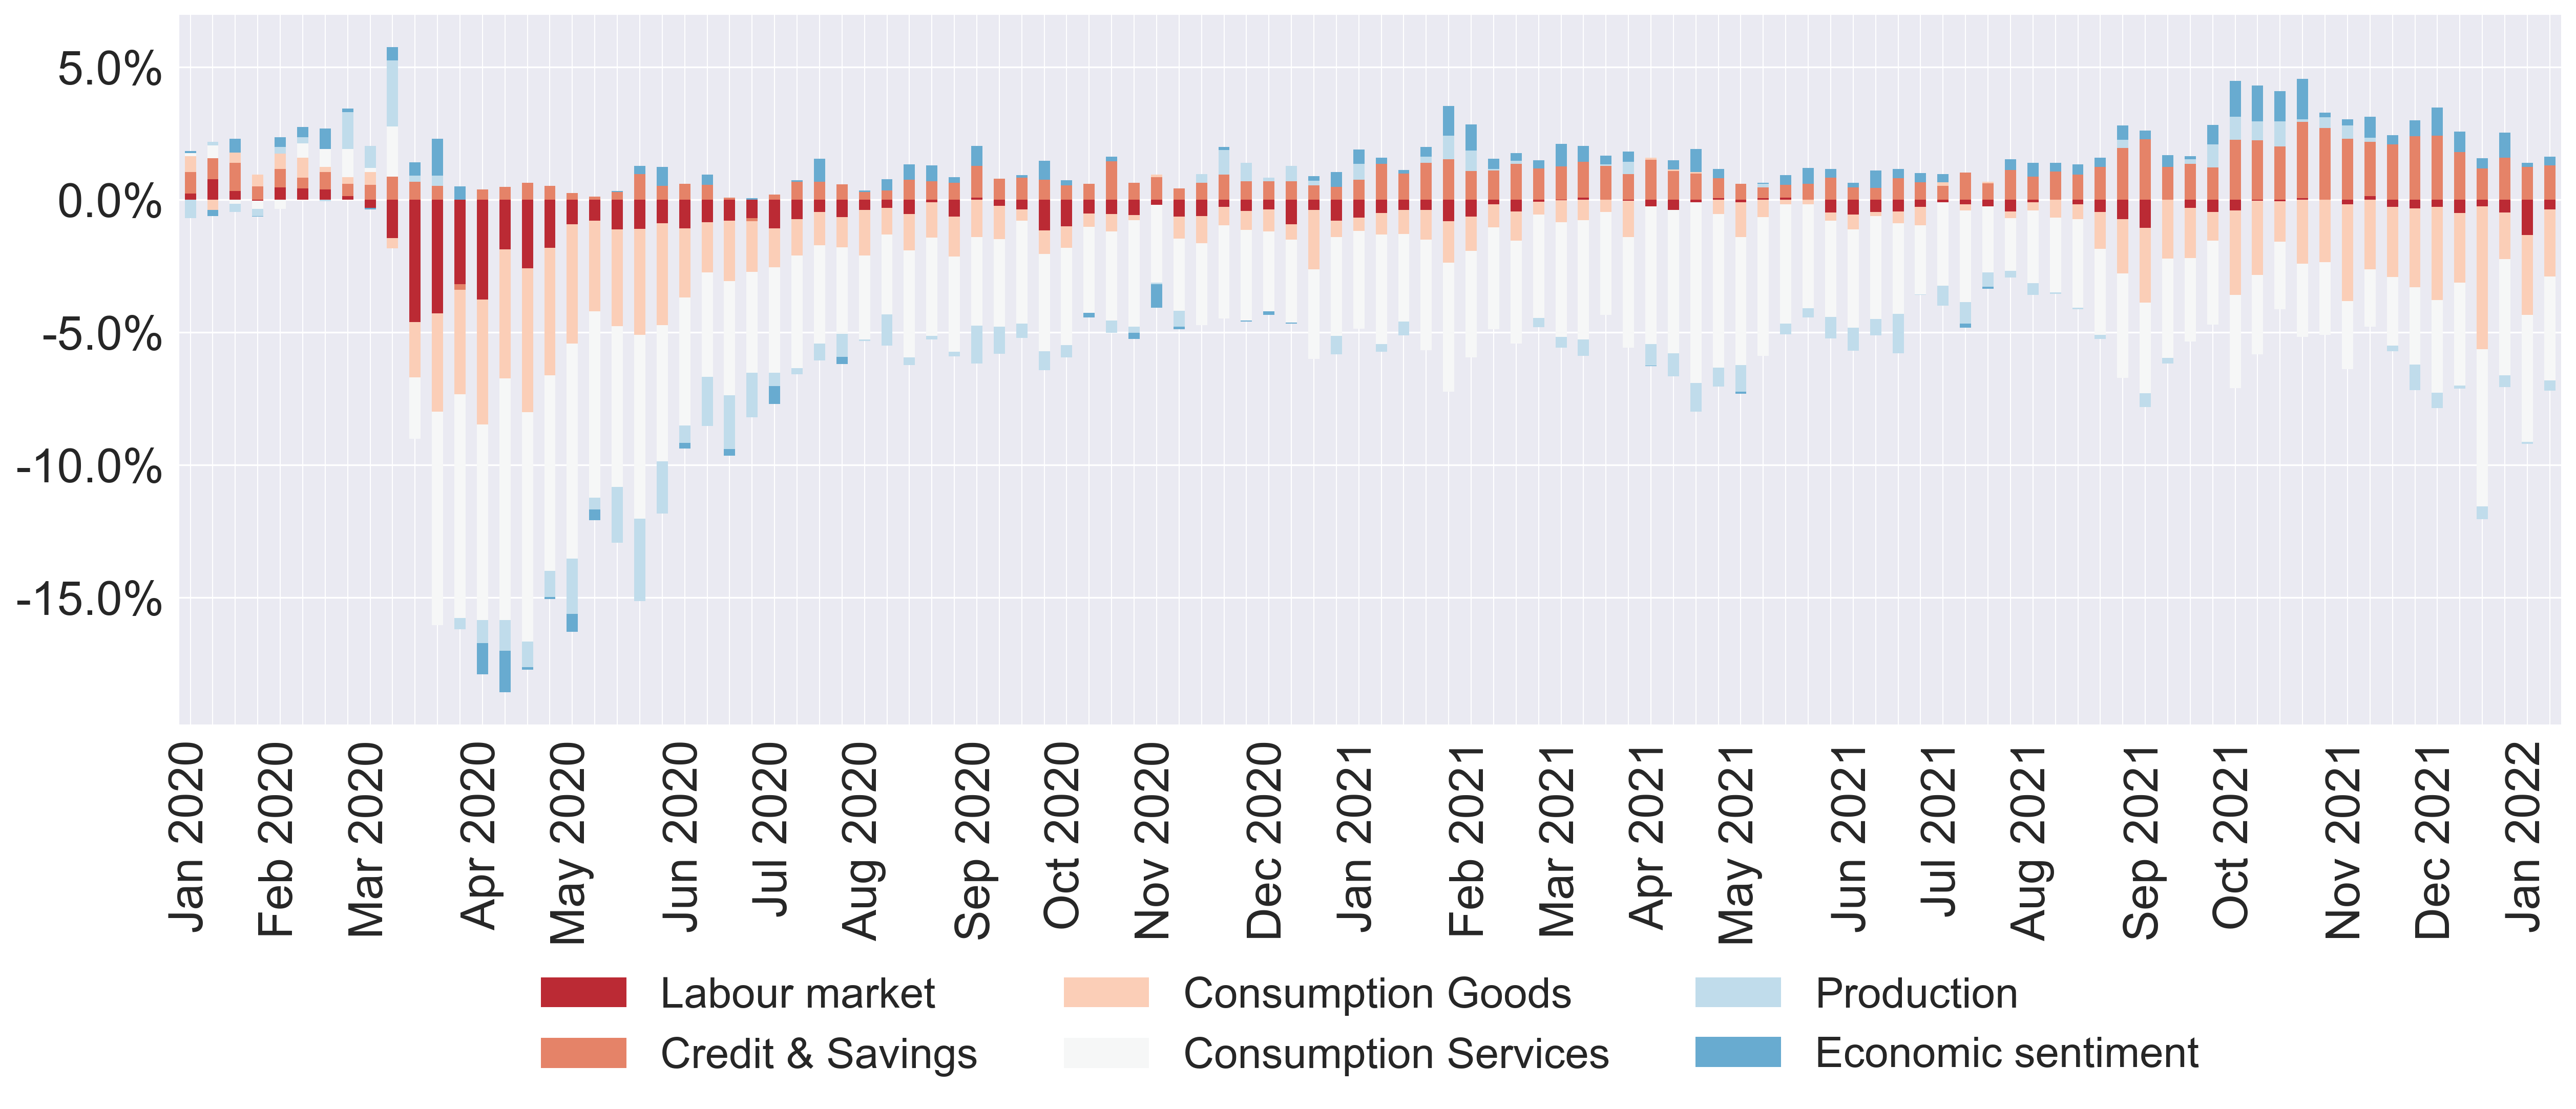 5.0%
0.0%
-5.0%
-10.0%
-15.0%
Jan 2020
Feb 2020
Mar 2020
Apr 2020
May 2020
Jun 2020
Jul 2020
Aug 2020
Sep 2020
Oct 2020
Nov 2020
Dec 2020
Jan 2021
Feb 2021
Mar 2021
Apr 2021
May 2021
Jun 2021
Jul 2021
Aug 2021
Sep 2021
Oct 2021
Nov 2021
Dec 2021
Jan 2022
Labour market
Credit & Savings
Consumption Goods
Consumption Services
Production
Economic sentiment